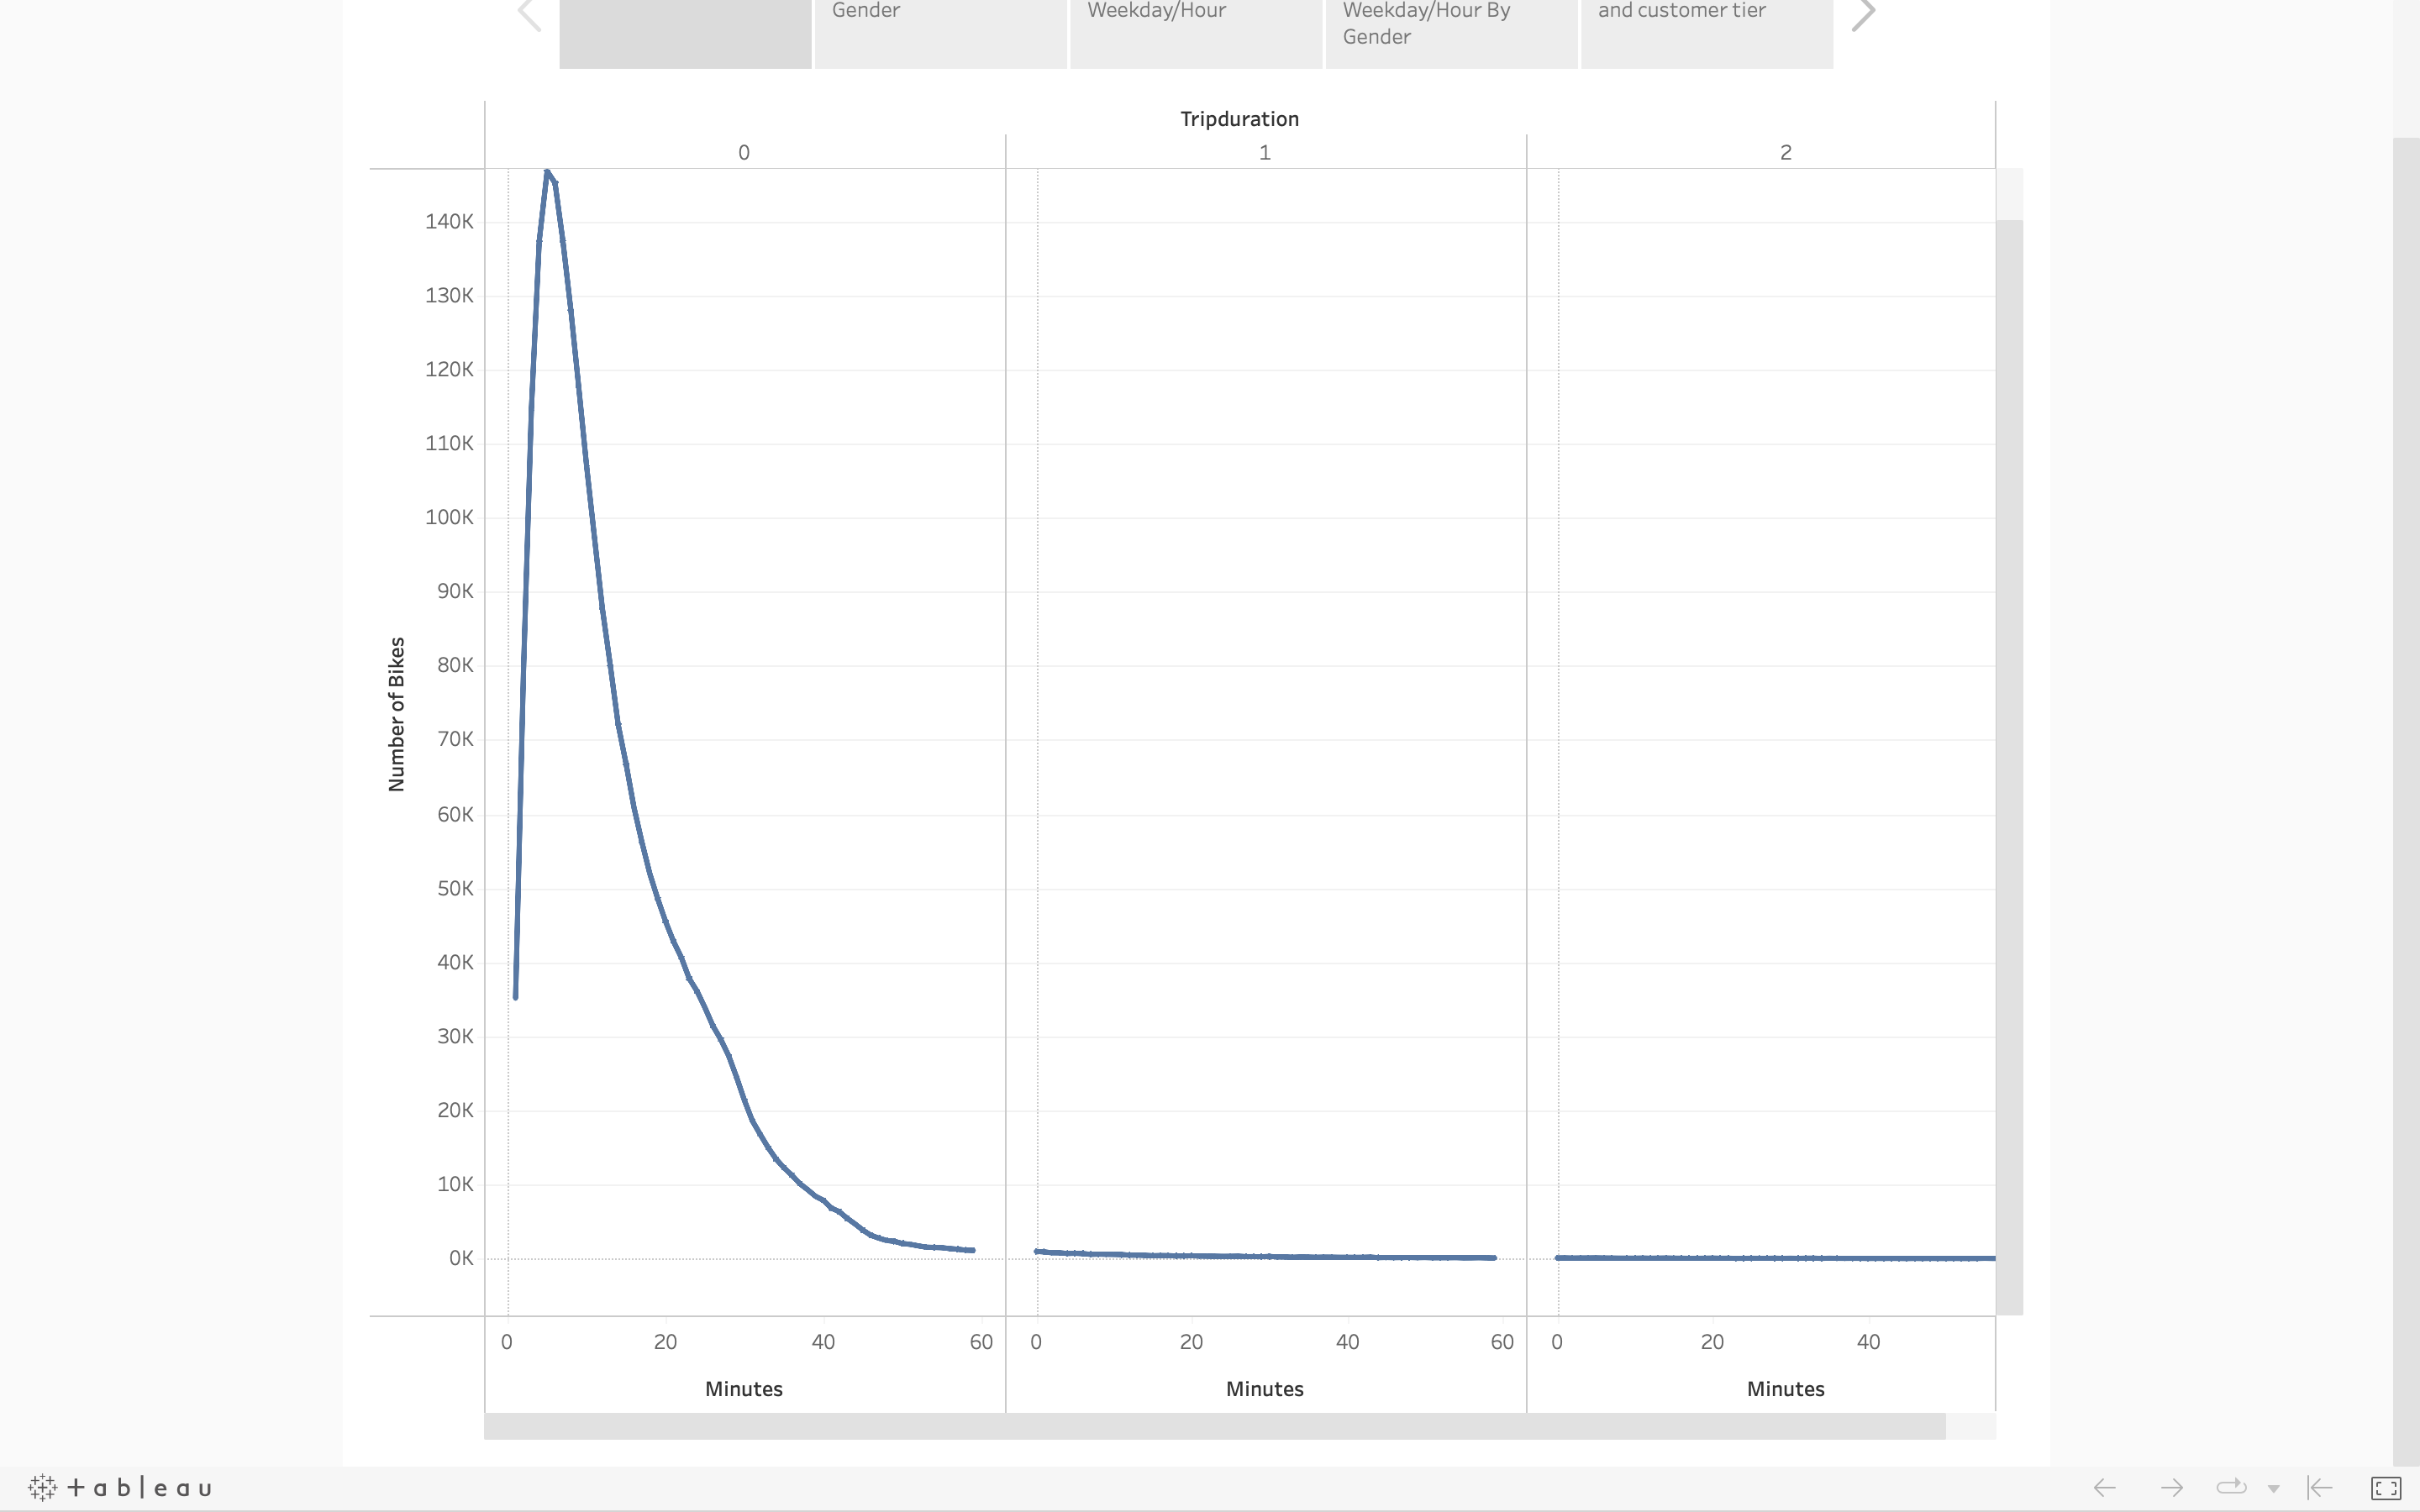 Gender
Weekday/Hour
Weekday/Hour By
Gender
and customer tier
Tripduration
0 1 2
140K
130K
120K
110K
100K
90K
80K
70K
60K
50K
40K
30K
20K
10K
0K
Number of Bikes
0 20 40 60 0 20 40 60 0 20 40
Minutes Minutes Minutes
+ableau